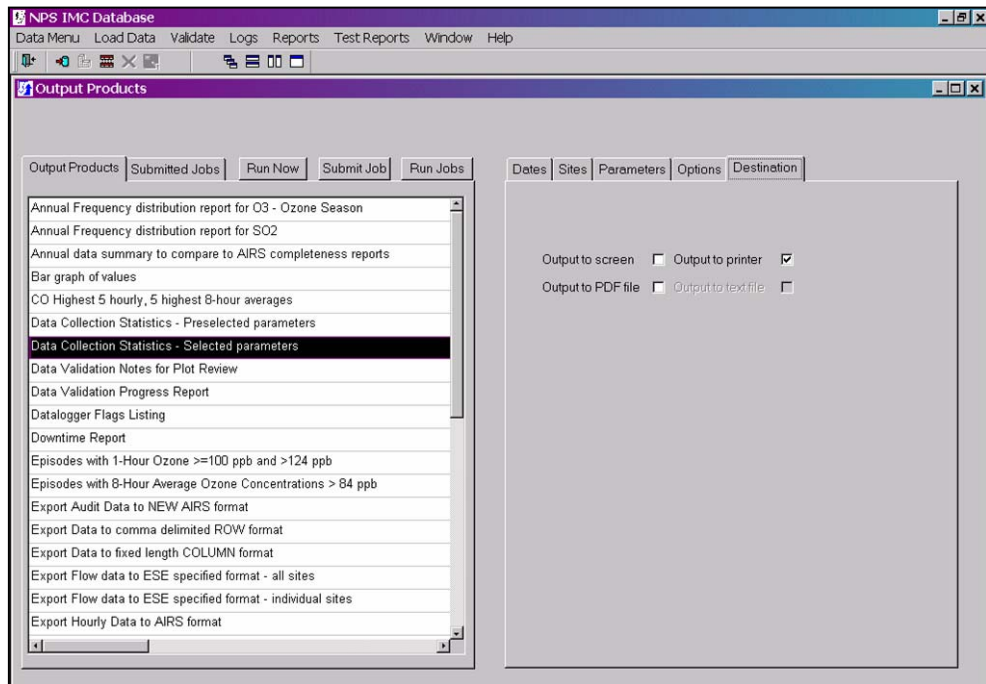 NPS IMC Database
Data Menu Load Data Validate Logs Reports Test Reports Window Help
Output Products
Output Products Submitted Jobs Run Now Submit Job Run Jobs
Dates Sites Parameters Options Destination
Annual Frequency distribution report for O3 - Ozone Season
Annual Frequency distribution report for SO2
Annual data summary to compare to AIRS completeness reports
Bar graph of values
CO Highest 5 hourly, 5 highest 8-hour averages
Data Collection Statistics - Preselected parameters
Data Collection Statistics - Selected parameters
Data Validation Notes for Plot Review
Data Validation Progress Report
Datalogger Flags Listing
Downtime Report
Episodes with 1-Hour Ozone >=100 ppb and >124 ppb
Episodes with 8-Hour Average Ozone Concentrations > 84 ppb
Export Audit Data to NEW AIRS format
Export Data to comma delimited ROW format
Export Data to fixed length COLUMN format
Export Flow data to ESE specified format - all sites
Export Flow data to ESE specified format - individual sites
Export Hourly Data to AIRS format
Output to screen Output to printer
Output to PDF file Output to text file